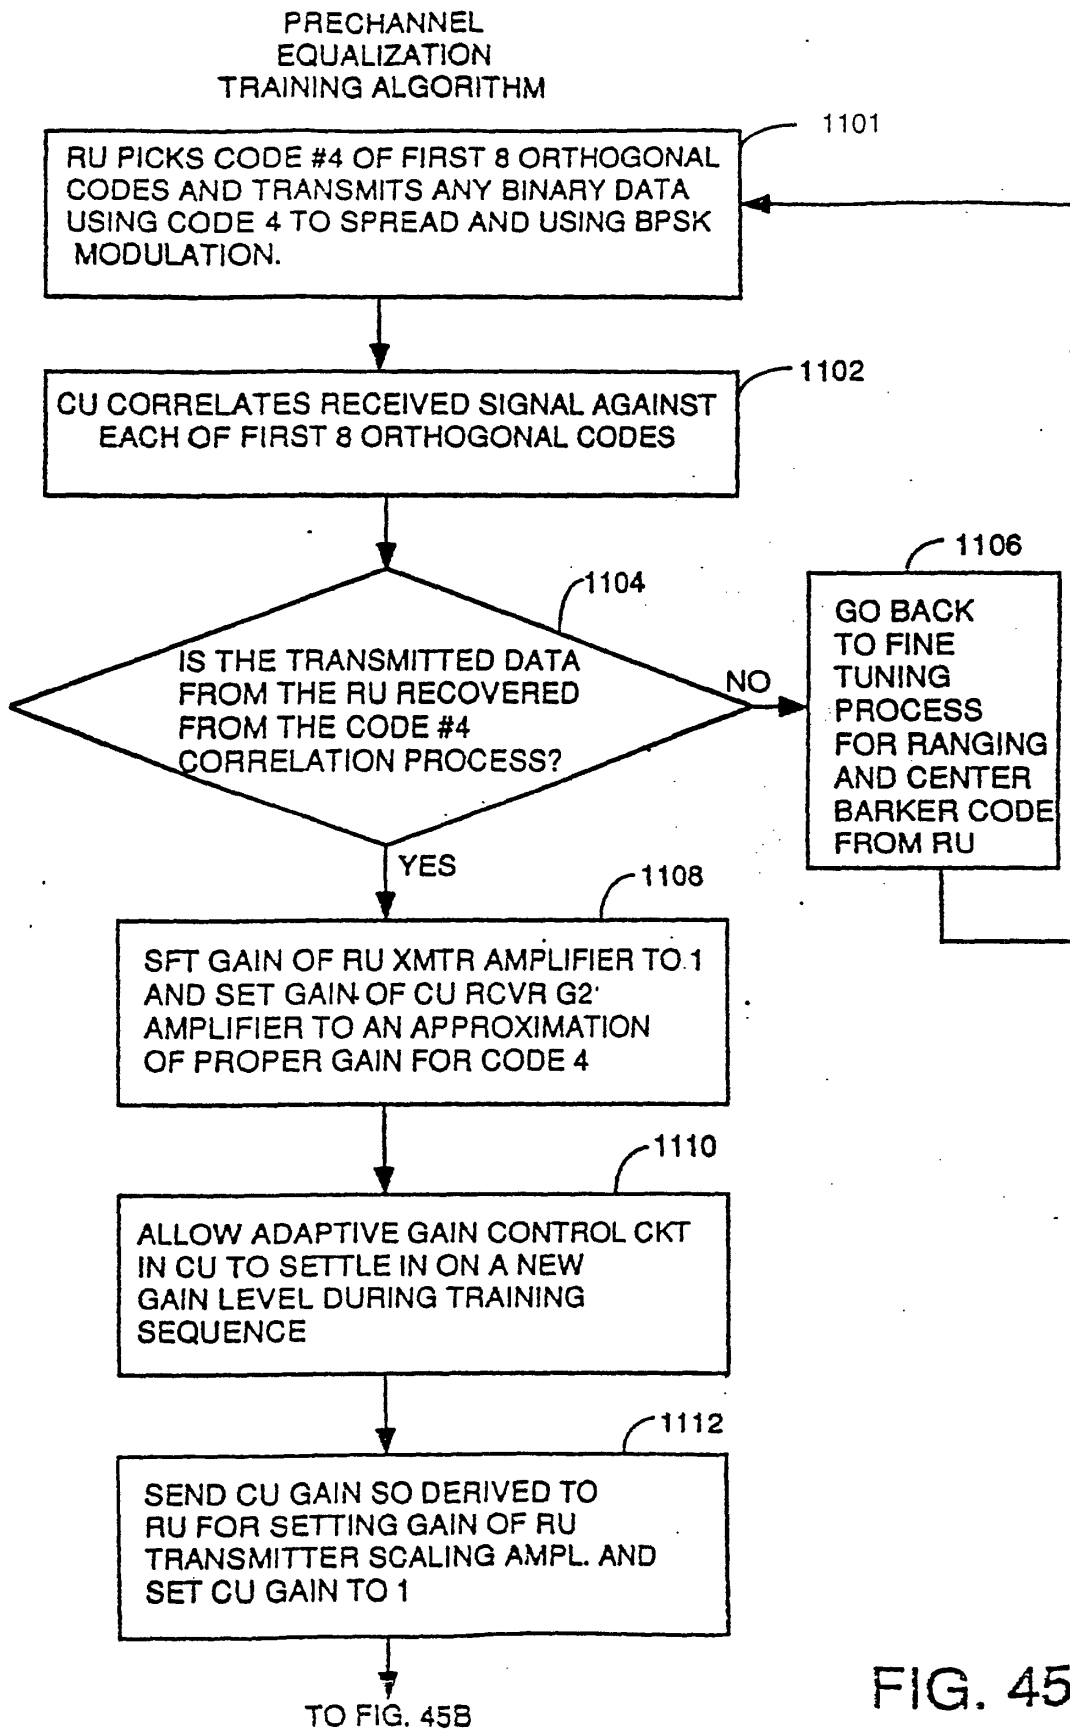 PRECHANNEL
EQUALIZATION
TRAINING ALGORITHM
1101
RU PICKS CODE #4 OF FIRST 8 ORTHOGONAL
CODES AND TRANSMITS ANY BINARY DATA
USING CODE 4 TO SPREAD AND USING BPSK
MODULATION.
1102
CU CORRELATES RECEIVED SIGNAL AGAINST
EACH OF FIRST 8 ORTHOGONAL CODES
1104
IS THE TRANSMITTED DATA
FROM THE RU RECOVERED
FROM THE CODE #4
CORRELATION PROCESS?
NO
1106
GO BACK
TO FINE
TUNING
PROCESS
FOR RANGING
AND CENTER
BARKER CODE
FROM RU
YES
1108
SFT GAIN OF RU XMTR AMPLIFIER TO 1
AND SET GAIN OF CU RCVR G2
AMPLIFIER TO AN APPROXIMATION
OF PROPER GAIN FOR CODE 4
1110
ALLOW ADAPTIVE GAIN CONTROL CKT
IN CU TO SETTLE IN ON A NEW
GAIN LEVEL DURING TRAINING
SEQUENCE
1112
SEND CU GAIN SO DERIVED TO
RU FOR SETTING GAIN OF RU
TRANSMITTER SCALING AMPL. AND
SET CU GAIN TO 1
TO FIG. 45B
FIG. 45